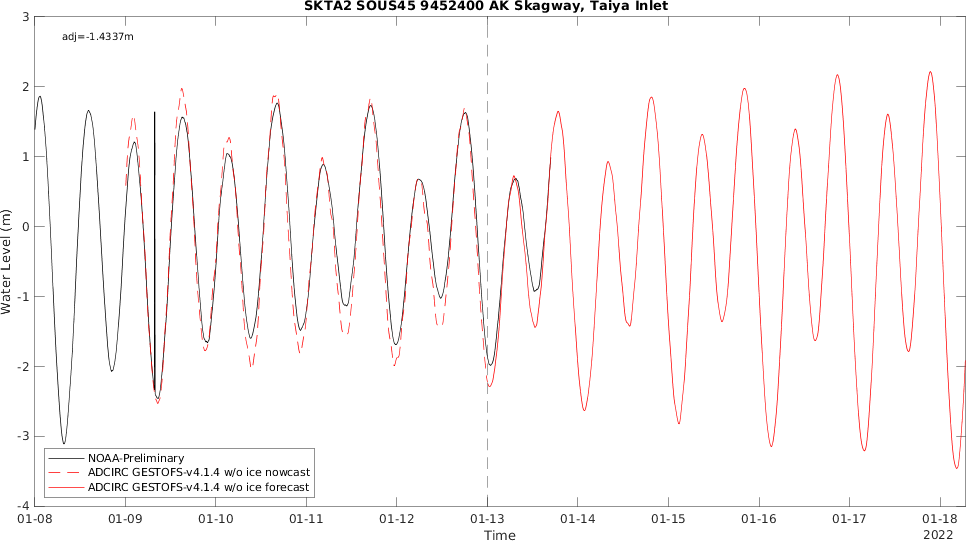 SKTA2 SOUS45 9452400 AK Skagway, Taiya Inlet
adj=-1.4337m
3
2
1
0
-1
-2
-3
-4
Water Level (m)
NOAA-Preliminary
ADCIRC GESTOFS-v4.1.4 w/o ice nowcast
ADCIRC GESTOFS-v4.1.4 w/o ice forecast
01-08 01-09 01-10 01-11 01-12 01-13 01-14 01-15 01-16 01-17 01-18
Time
2022